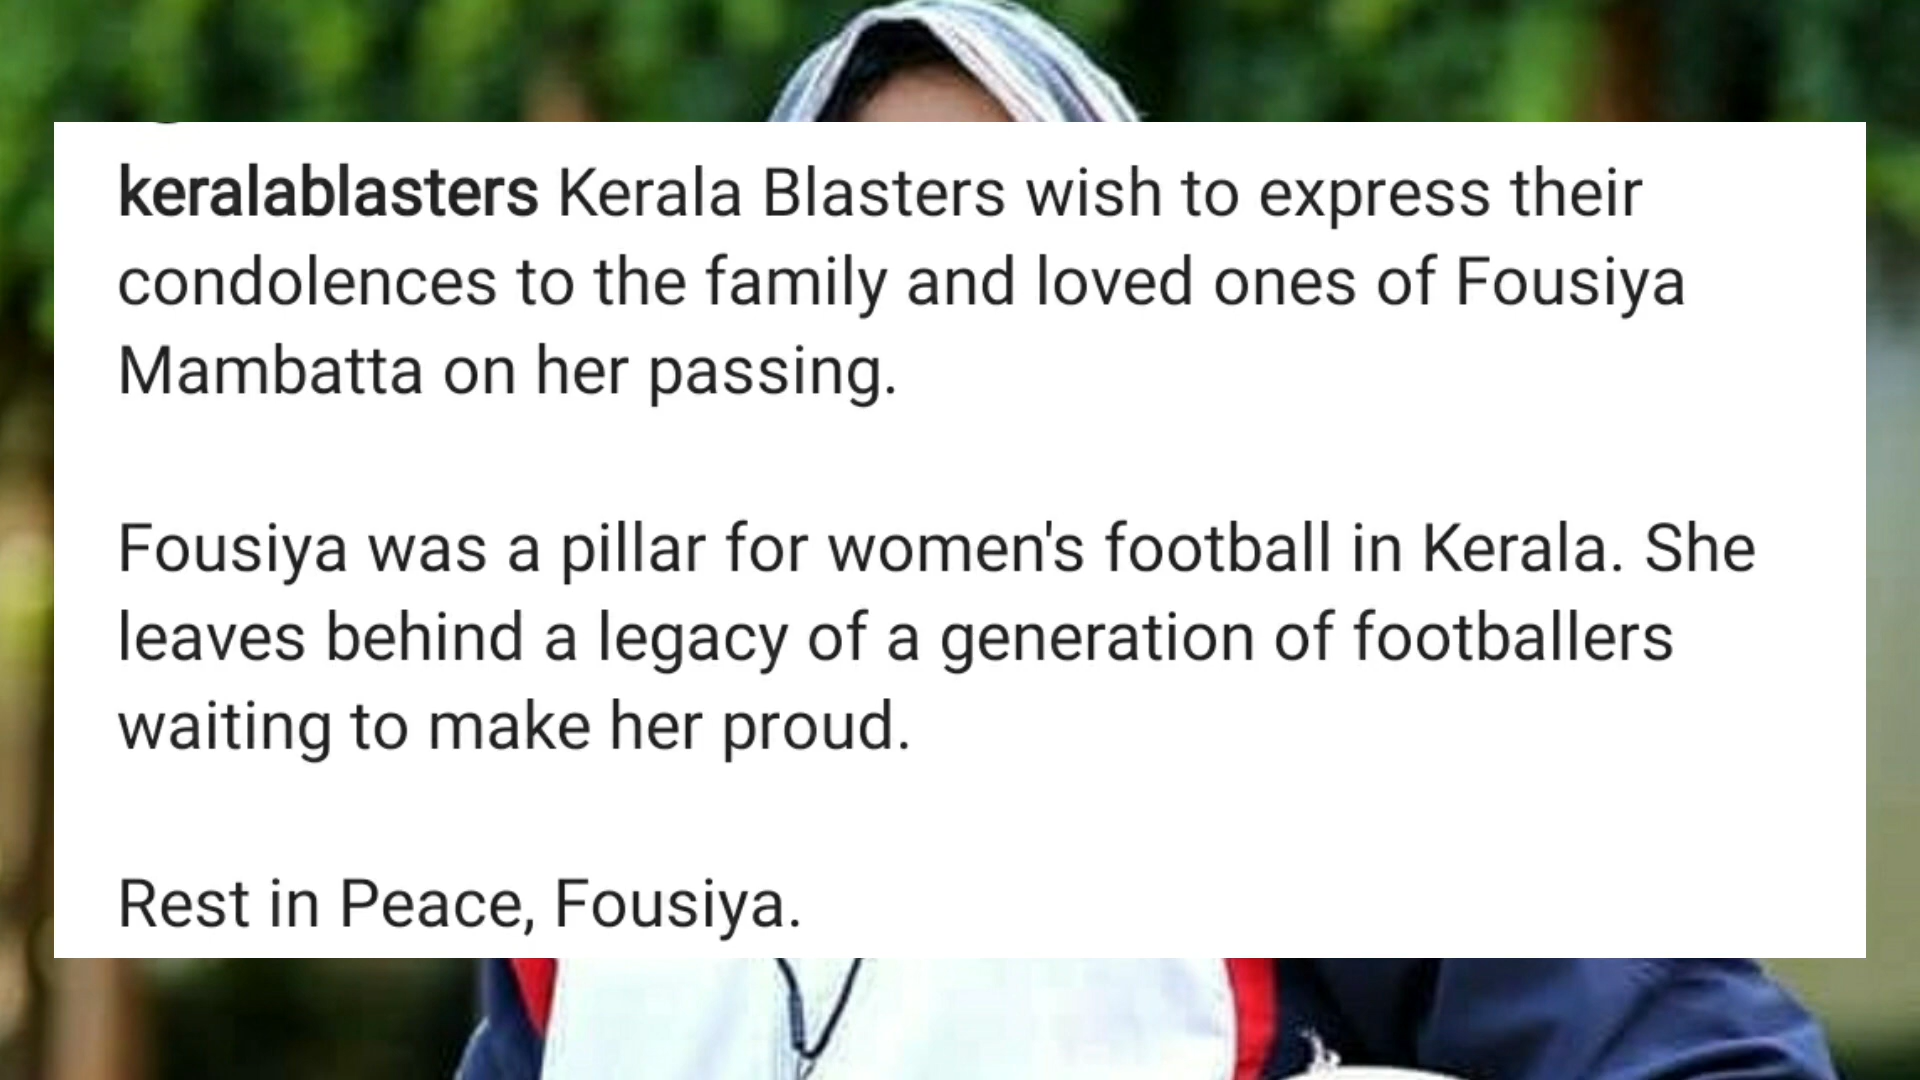 keralablasters Kerala Blasters wish to express their
condolences to the family and loved ones of Fousiya
Mambatta on her passing.
Fousiya was a pillar for women's football in Kerala. She
leaves behind a legacy of a generation of footballers
waiting to make her proud.
Rest in Peace, Fousiya.